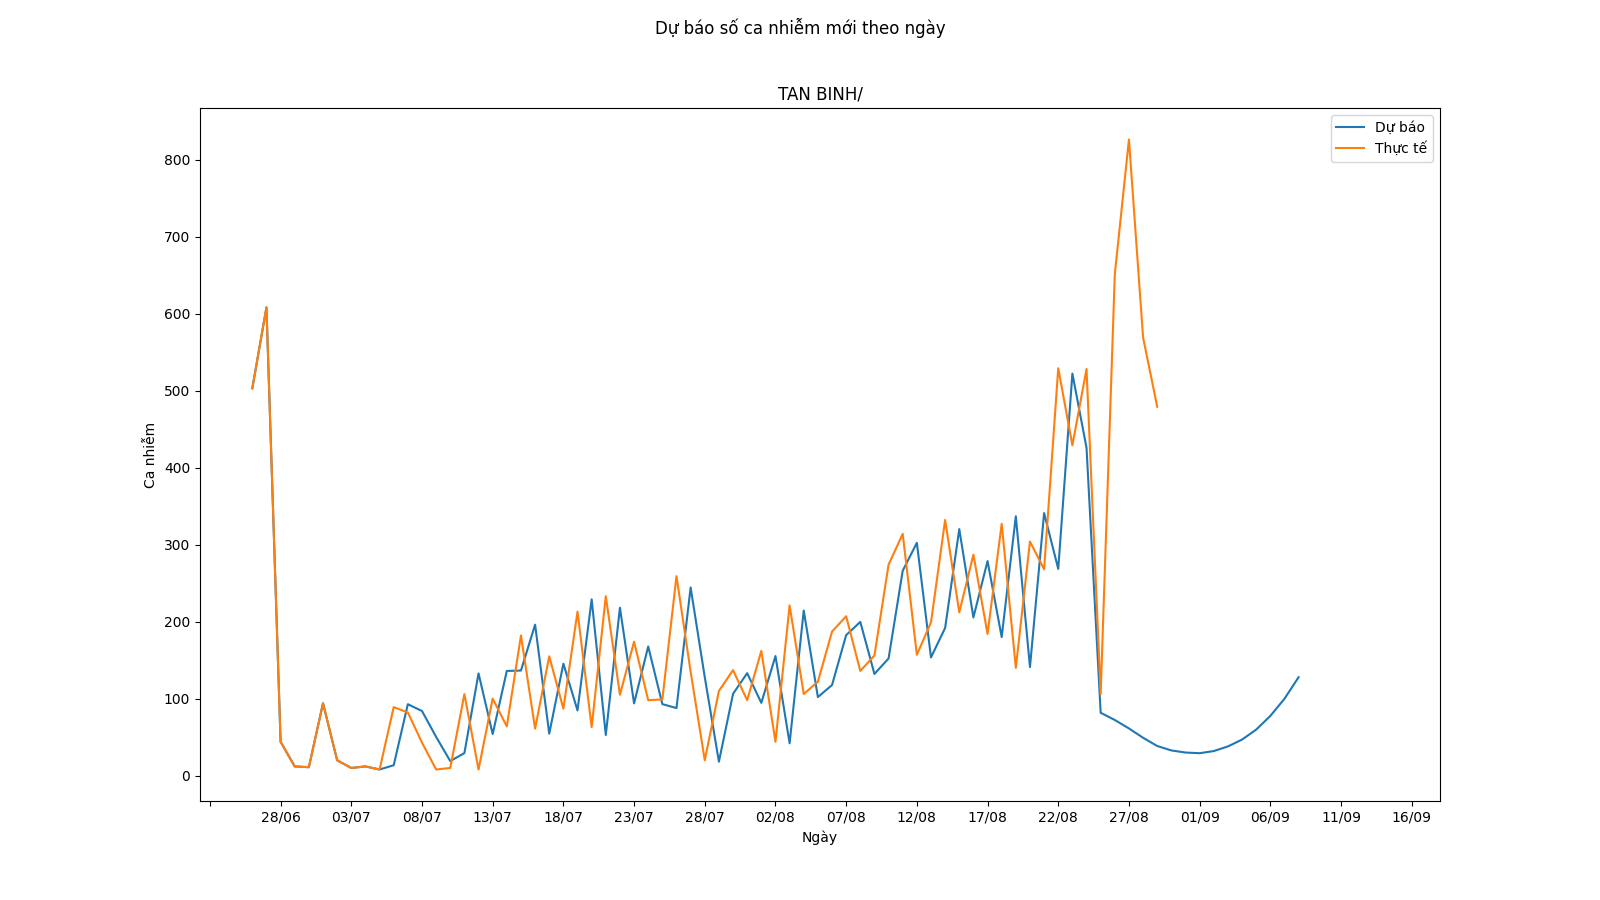 Dự báo số ca nhiễm mới theo ngày
TAN BINH/
Dự báo
Thực tế
800
700
600
500
400
300
200
100
0
Ca nhiễm
28/06 03/07 08/07 13/07 18/07 23/07 28/07 02/08 07/08 12/08 17/08 22/08 27/08 01/09 06/09 11/09 16/09
Ngày